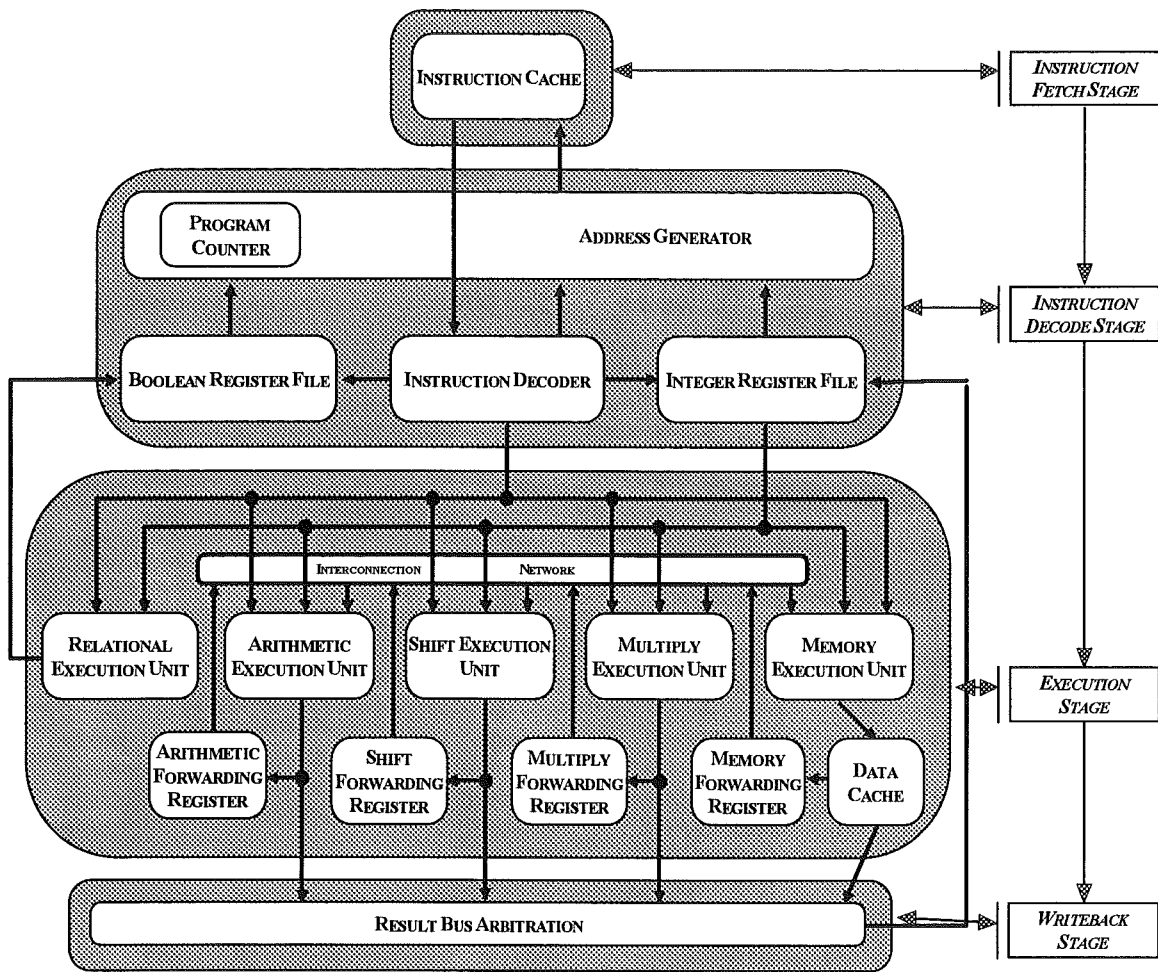 INSTRUCTION CACHE
INSTRUCTION
FETCH STAGE
PROGRAM
COUNTER
ADDRESS GENERATOR
INSTRUCTION
DECODE STAGE
BOOLEAN REGISTER FILE
INSTRUCTION DECODER
INTEGER REGISTER FILE
INTERCONNECTION NETWORK
RELATIONAL
EXECUTION UNIT
ARITHMETIC
EXECUTION UNIT
SHIFT EXECUTION
UNIT
MULTIPLY
EXECUTION UNIT
MEMORY
EXECUTION UNIT
EXECUTION
STAGE
ARITHMETIC
FORWARDING
REGISTER
SHIFT
FORWARDING
REGISTER
MULTIPLY
FORWARDING
REGISTER
MEMORY
FORWARDING
REGISTER
DATA
CACHE
RESULT BUS ARBITRATION
WRITEBACK
STAGE